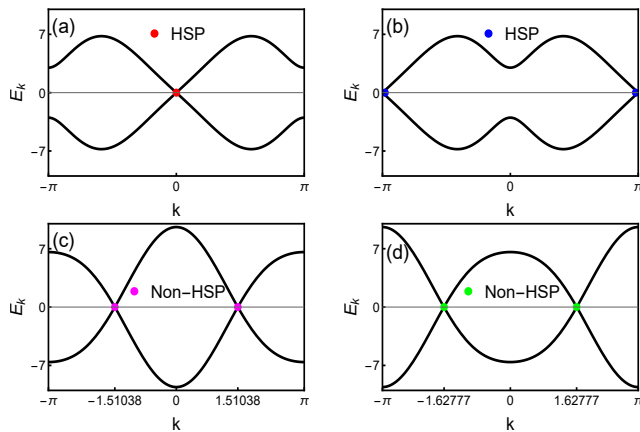 (a) HSP
7
0
−7
E_k
−π 0 π
k
(b) HSP
7
0
−7
E_k
−π 0 π
k
(c)
Non-HSP
7
0
−7
E_k
−π −1.51038 1.51038 π
k
(d)
Non-HSP
7
0
−7
E_k
−π −1.62777 0 1.62777 π
k